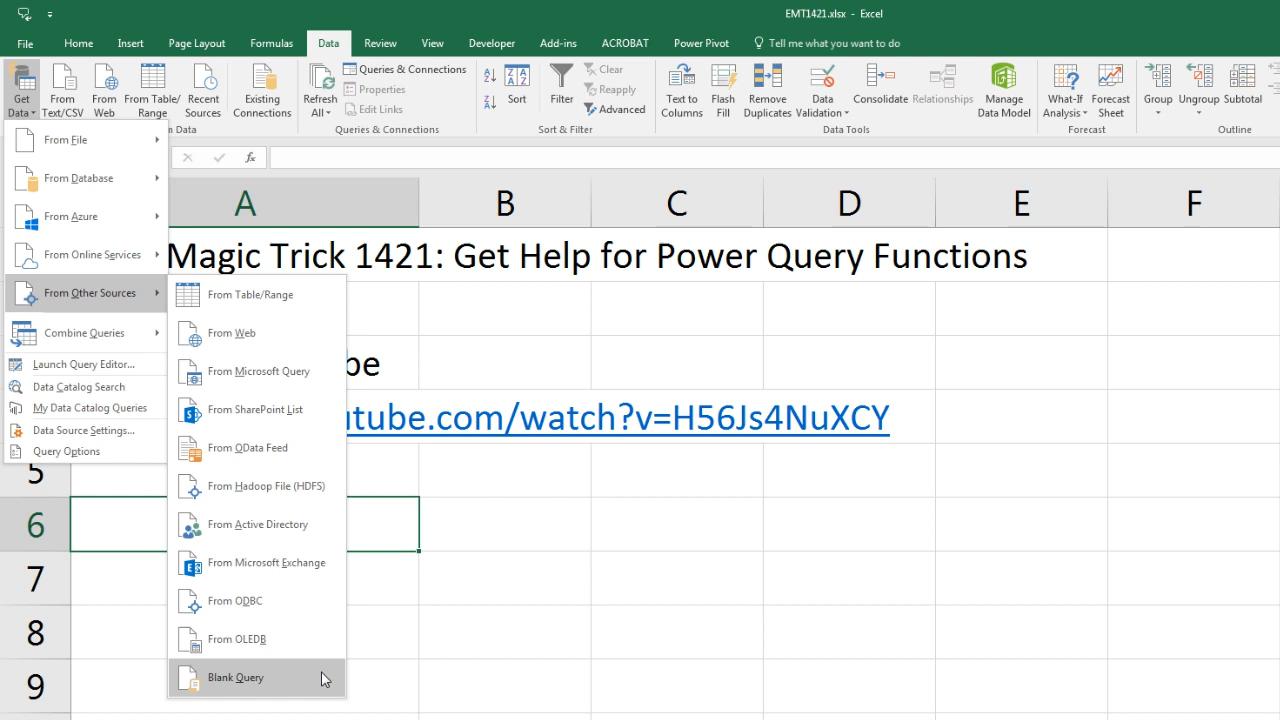 EMT1421.xlsx - Excel
File Home Insert Page Layout Formulas Data Review View Developer Add-ins ACROBAT Power Pivot Tell me what you want to do
Get Data
From Text/CSV
From Web
From Table/ Range
Recent Sources
Existing Connections
Refresh All
Queries & Connections
Properties
Edit Links
Sort
Filter
Clear
Reapply
Advanced
Text to Columns
Flash Fill
Remove Duplicates
Data Validation
Consolidate
Relationships
Manage Data Model
What-If Analysis
Forecast Sheet
Group
Ungroup
Subtotal
Data
Queries & Connections
Sort & Filter
Data Tools
Forecast
Outline
fx
From File
From Database
From Azure
From Online Services
From Other Sources
Combine Queries
Launch Query Editor...
Data Catalog Search
My Data Catalog Queries
Data Source Settings...
Query Options
From Table/Range
From Web
From Microsoft Query
From SharePoint List
From OData Feed
From Hadoop File (HDFS)
From Active Directory
From Microsoft Exchange
From ODBC
From OLEDB
Blank Query
A B C D E F
Magic Trick 1421: Get Help for Power Query Functions
be
utube.com/watch?v=H56Js4NuXCY
5
6
7
8
9